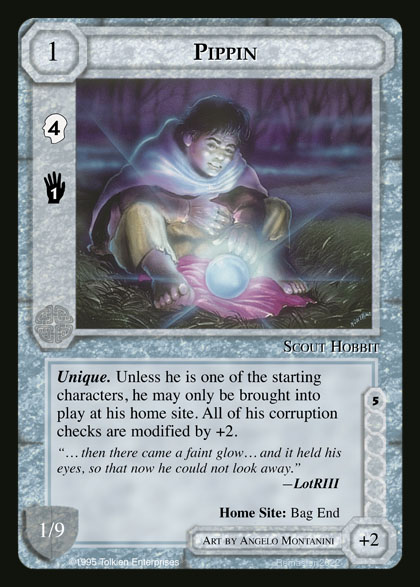 1
PIPPIN
4
1
SCOUT HOBBIT
Unique. Unless he is one of the starting
characters, he may only be brought into
play at his home site. All of his corruption
checks are modified by +2.
5
“… then there came a faint glow… and it held his
eyes, so that now he could not look away.”
—LotRIII
Home Site: Bag End
1/9
ART BY ANGELO MONTANINI
+2
©1995 Tolkien Enterprises